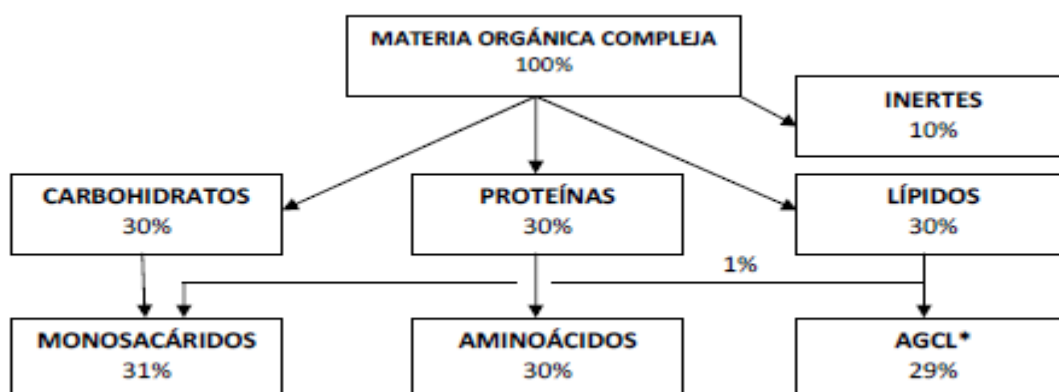 MATERIA ORGÁNICA COMPLEJA
100%
INERTES
10%
CARBOHIDRATOS
30%
PROTEÍNAS
30%
LÍPIDOS
30%
1%
MONOSACÁRIDOS
31%
AMINOÁCIDOS
30%
AGCL*
29%